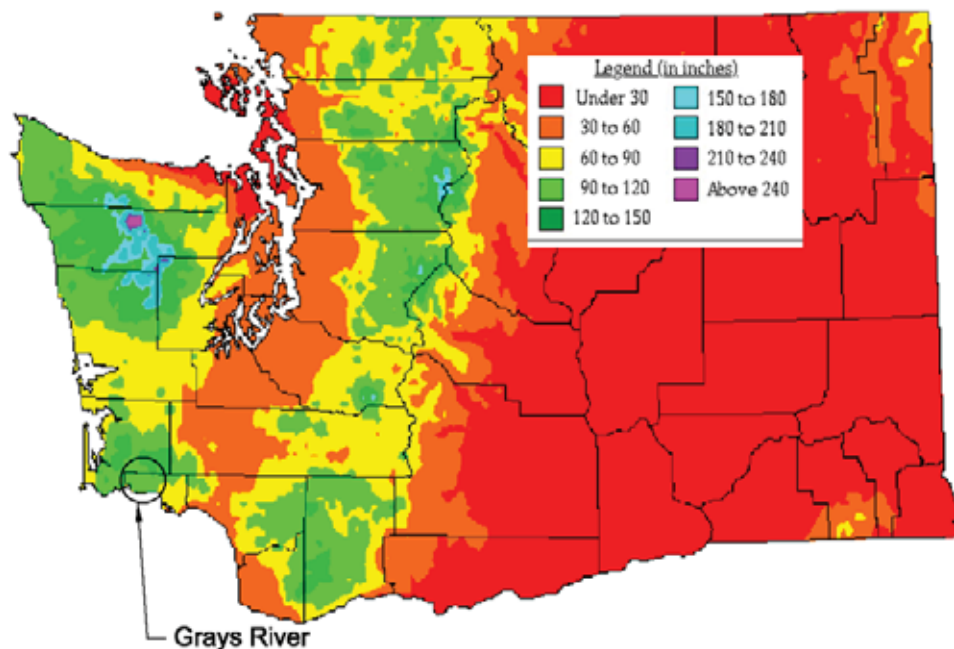 Legend (in inches)
Under 30
30 to 60
60 to 90
90 to 120
120 to 150
150 to 180
180 to 210
210 to 240
Above 240
Grays River